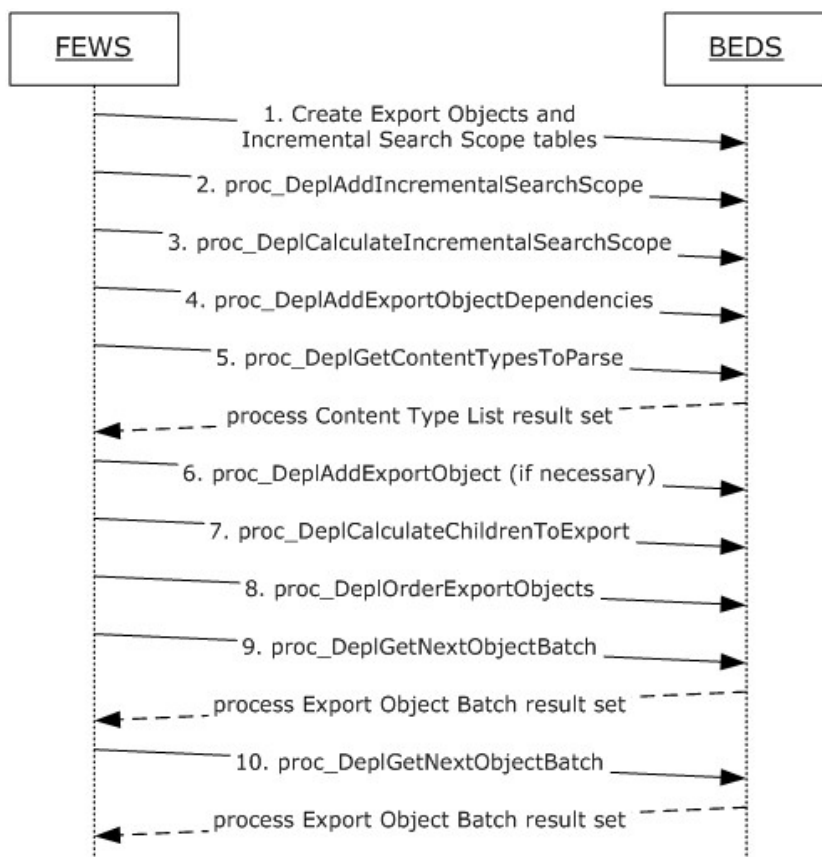 FEWS
BEDS
1. Create Export Objects and
Incremental Search Scope tables
2. proc_DeplAddIncrementalSearchScope
3. proc_DeplCalculateIncrementalSearchScope
4. proc_DeplAddExportObjectDependencies
5. proc_DeplGetContentTypesToParse
process Content Type List result set
6. proc_DeplAddExportObject (if necessary)
7. proc_DeplCalculateChildrenToExport
8. proc_DeplOrderExportObjects
9. proc_DeplGetNextObjectBatch
process Export Object Batch result set
10. proc_DeplGetNextObjectBatch
process Export Object Batch result set